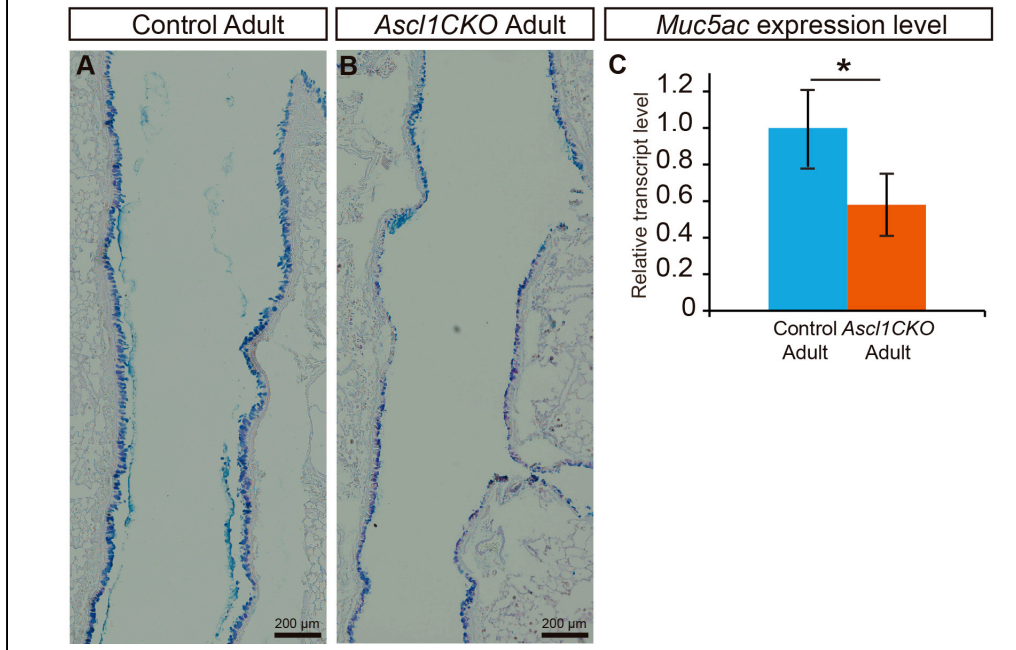 Control Adult
Ascl1CKO Adult
Muc5ac expression level
A
B
C
200 µm
200 µm
Relative transcript level
*
1.2
1.0
0.8
0.6
0.4
0.2
0
Control Ascl1CKO
Adult Adult